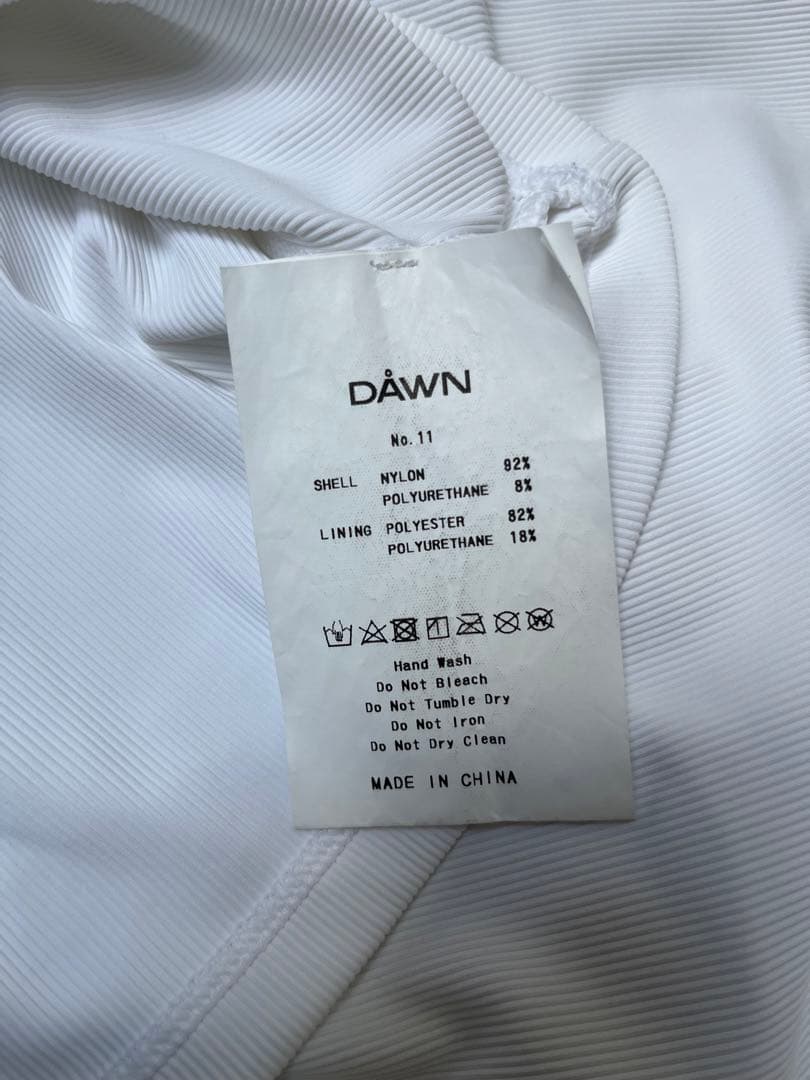 DÅWN
No. 11
SHELL NYLON 92%
POLYURETHANE 8%
LINING POLYESTER 82%
POLYURETHANE 18%
Hand Wash
Do Not Bleach
Do Not Tumble Dry
Do Not Iron
Do Not Dry Clean
MADE IN CHINA